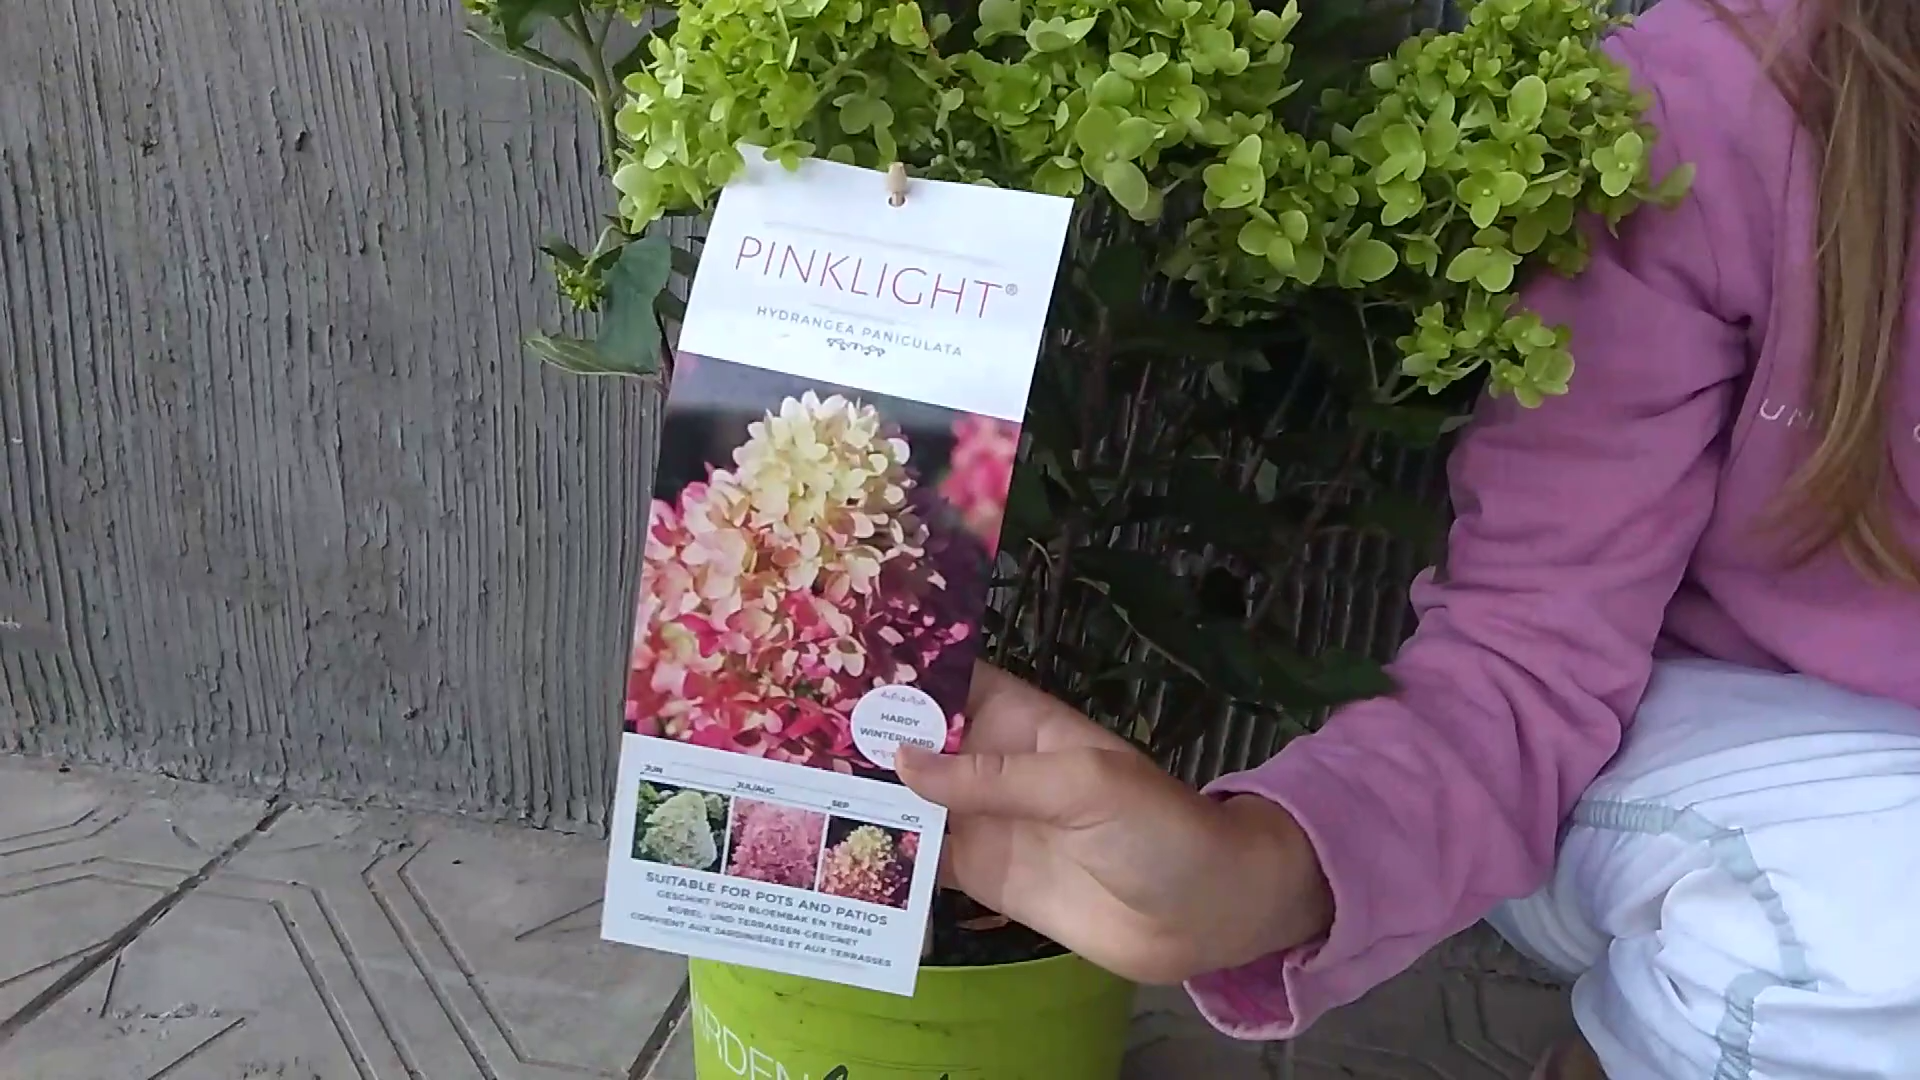 PINKLIGHT®
HYDRANGEA PANICULATA
HARDY
WINTERHARD
JUN
JUL/AUG
SEP
OCT
SUITABLE FOR POTS AND PATIOS
GESCHIKT VOOR BLOEMBAK EN TERRAS
KÜBEL- UND TERRASSEN GEEIGNET
CONVIENT AUX JARDINIÈRES ET AUX TERRASSES